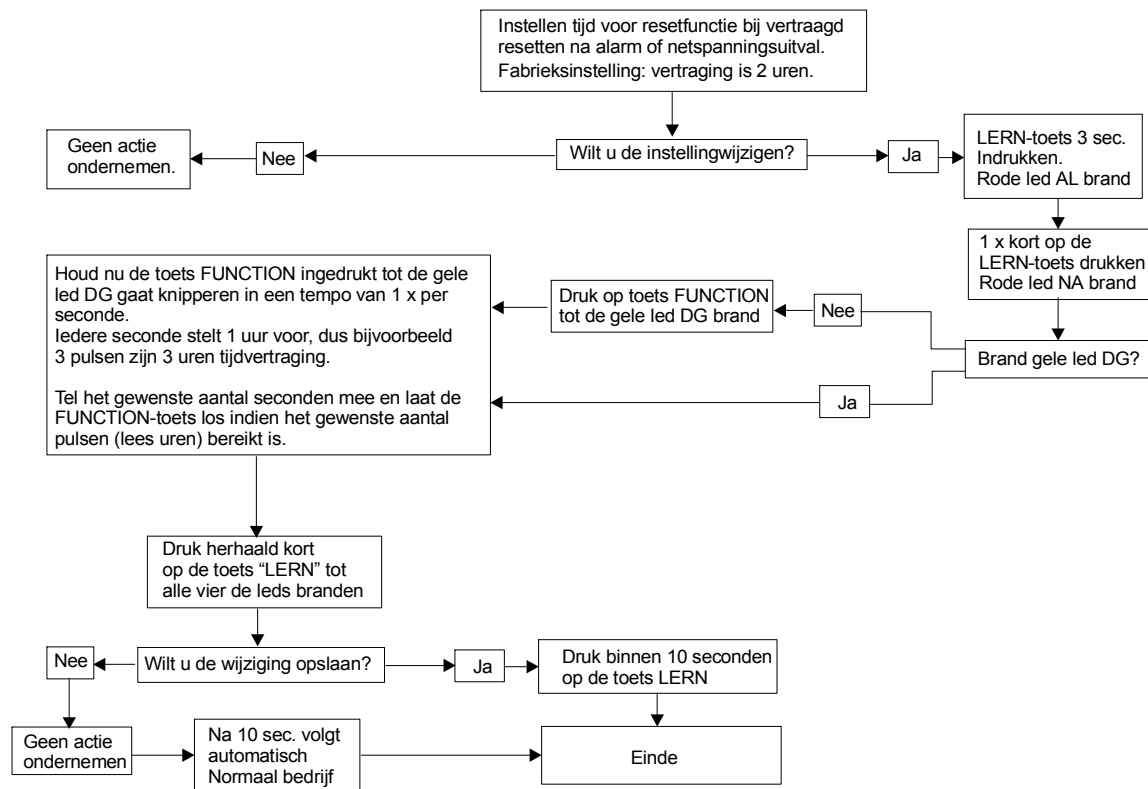 Instellen tijd voor resetfunctie bij vertraagd
resetten na alarm of netspanningsuitval.
Fabrieksinstelling: vertraging is 2 uren.
Geen actie
ondernemen.
Nee
Wilt u de instellingwijzigen?
Ja
LERN-toets 3 sec.
Indrukken.
Rode led AL brand
1 x kort op de
LERN-toets drukken
Rode led NA brand
Houd nu de toets FUNCTION ingedrukt tot de gele
led DG gaat knipperen in een tempo van 1 x per
seconde.
Iedere seconde stelt 1 uur voor, dus bijvoorbeeld
3 pulsen zijn 3 uren tijdvertraging.
Tel het gewenste aantal seconden mee en laat de
FUNCTION-toets los indien het gewenste aantal
pulsen (lees uren) bereikt is.
Druk op toets FUNCTION
tot de gele led DG brand
Nee
Brand gele led DG?
Ja
Druk herhaald kort
op de toets “LERN” tot
alle vier de leds branden
Nee
Wilt u de wijziging opslaan?
Ja
Druk binnen 10 seconden
op de toets LERN
Geen actie
ondernemen
Na 10 sec. volgt
automatisch
Normaal bedrijf
Einde